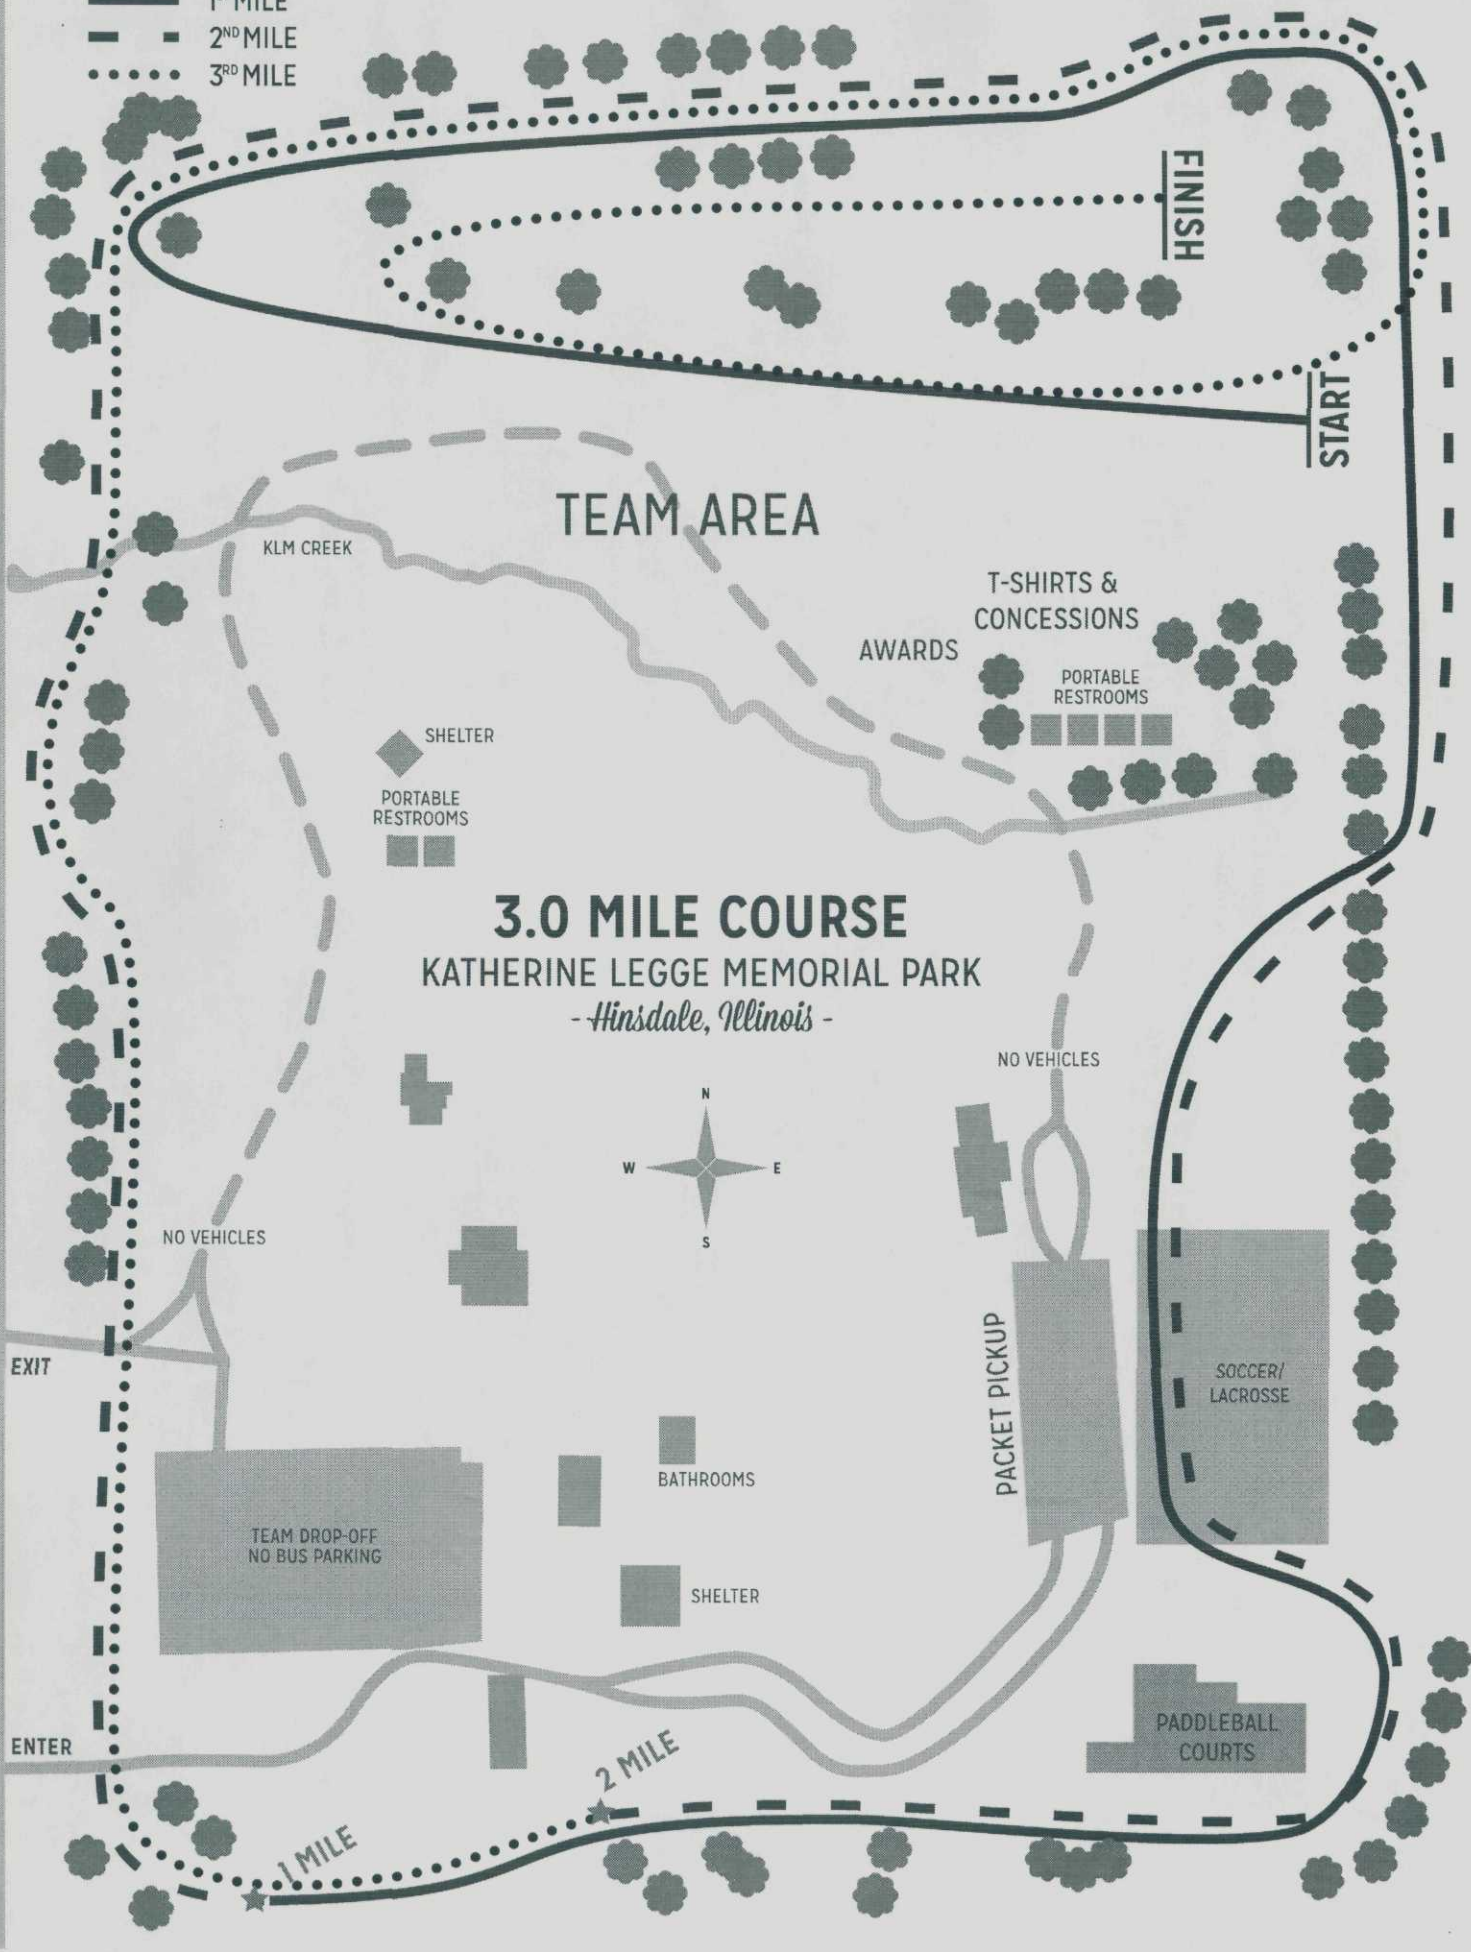 1ST MILE
2ND MILE
3RD MILE
FINISH
START
TEAM AREA
KLM CREEK
T-SHIRTS &
CONCESSIONS
AWARDS
PORTABLE
RESTROOMS
SHELTER
PORTABLE
RESTROOMS
3.0 MILE COURSE
KATHERINE LEGGE MEMORIAL PARK
- Hinsdale, Illinois -
NO VEHICLES
N
W
E
S
NO VEHICLES
EXIT
PACKET PICKUP
SOCCER/
LACROSSE
BATHROOMS
TEAM DROP-OFF
NO BUS PARKING
SHELTER
ENTER
2 MILE
PADDLEBALL
COURTS
1 MILE